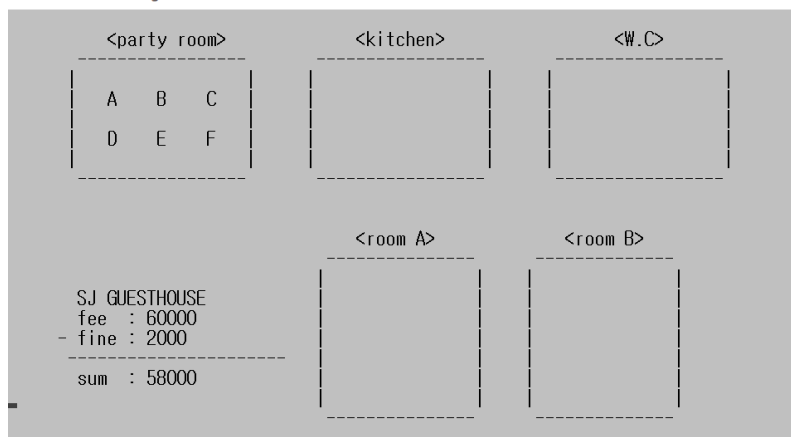 <party room> <kitchen> <W.C>
A B C
D E F
<room A> <room B>
SJ GUESTHOUSE
fee : 60000
- fine : 2000
sum : 58000